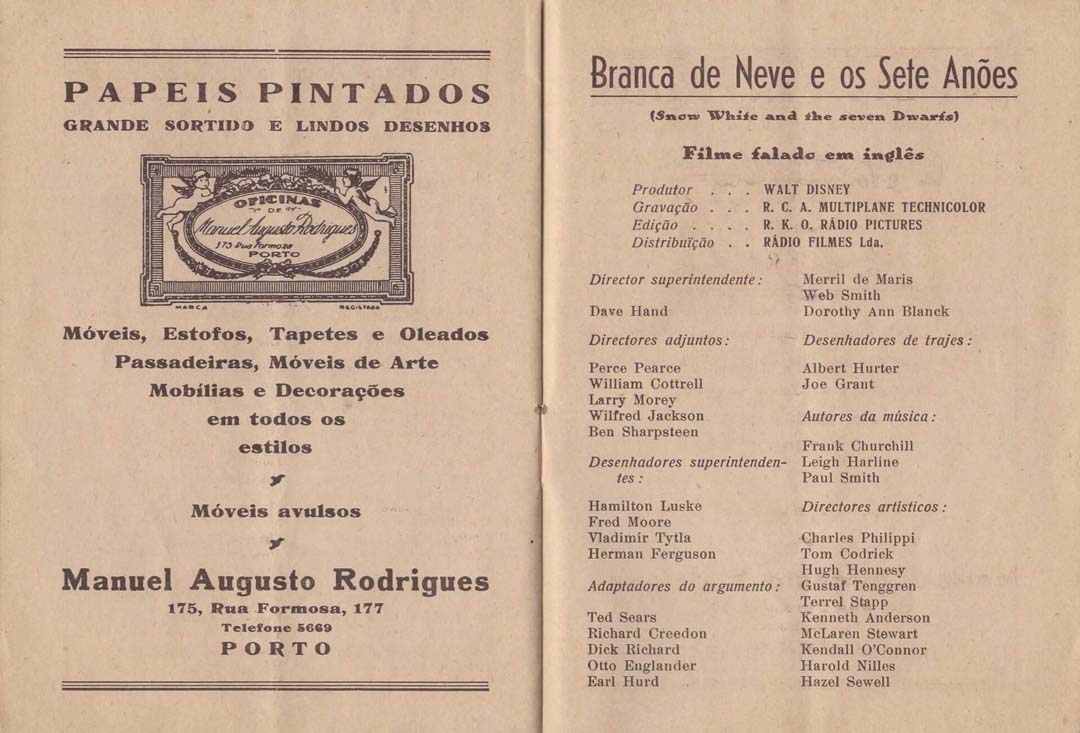 PAPEIS PINTADOS
GRANDE SORTIDO E LINDOS DESENHOS
OFICINAS
DE
Manuel Augusto Rodrigues
175 Rua Formosa
PORTO
MARCA REGISTADA
Móveis, Estofos, Tapetes e Oleados
Passadeiras, Móveis de Arte
Mobílias e Decorações
em todos os
estilos
Móveis avulsos
Manuel Augusto Rodrigues
175, Rua Formosa, 177
Telefone 5669
PORTO
Branca de Neve e os Sete Anões
(Snow White and the seven Dwarfs)
Filme falado em inglês
Produtor . . . WALT DISNEY
Gravação . . . R. C. A. MULTIPLANE TECHNICOLOR
Edição . . . . R. K. O. RÁDIO PICTURES
Distribuïção . . RÁDIO FILMES Lda.
Director superintendente:
Dave Hand
Directores adjuntos:
Perce Pearce
William Cottrell
Larry Morey
Wilfred Jackson
Ben Sharpsteen
Desenhadores superintenden-
tes:
Hamilton Luske
Fred Moore
Vladimir Tytla
Herman Ferguson
Adaptadores do argumento:
Ted Sears
Richard Creedon
Dick Richard
Otto Englander
Earl Hurd
Merril de Maris
Web Smith
Dorothy Ann Blanck
Desenhadores de trajes:
Albert Hurter
Joe Grant
Autores da música:
Frank Churchill
Leigh Harline
Paul Smith
Directores artisticos:
Charles Philippi
Tom Codrick
Hugh Hennesy
Gustaf Tenggren
Terrel Stapp
Kenneth Anderson
McLaren Stewart
Kendall O'Connor
Harold Nilles
Hazel Sewell